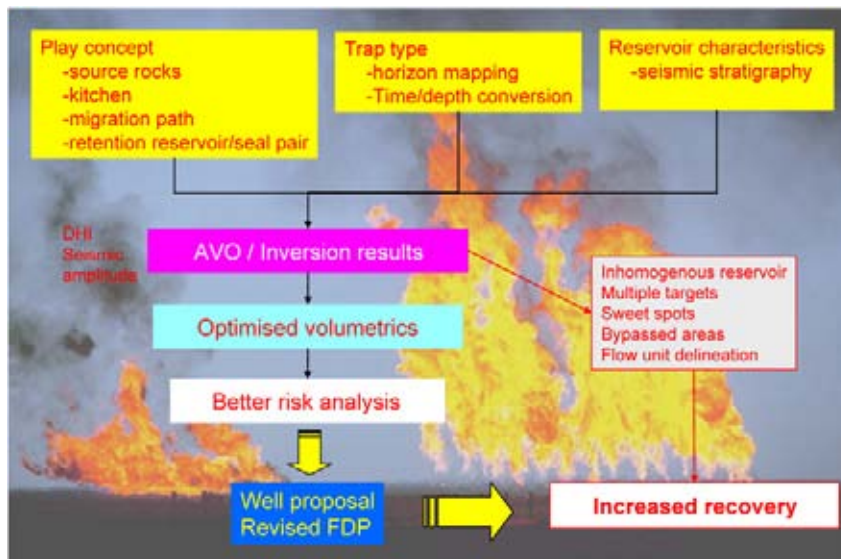 Play concept
-source rocks
-kitchen
-migration path
-retention reservoir/seal pair
Trap type
-horizon mapping
-Time/depth conversion
Reservoir characteristics
-seismic stratigraphy
DHI
Seismic
amplitude
AVO / Inversion results
Inhomogenous reservoir
Multiple targets
Sweet spots
Bypassed areas
Flow unit delineation
Optimised volumetrics
Better risk analysis
Well proposal
Revised FDP
Increased recovery